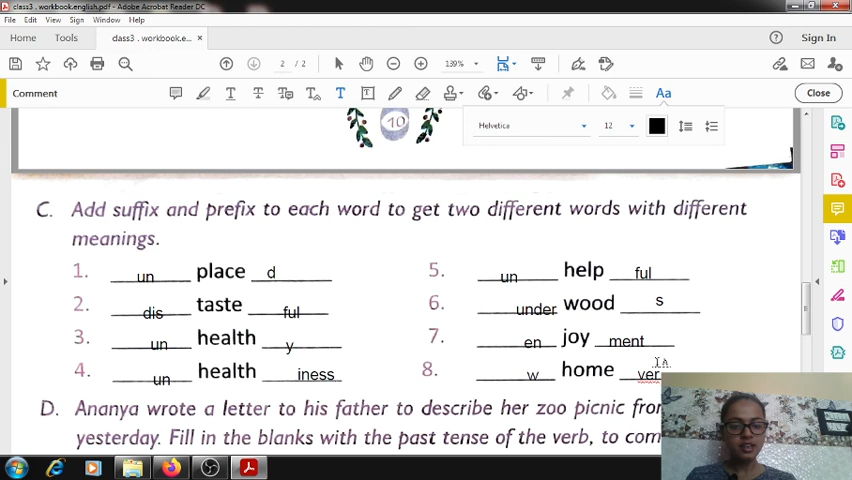 class3 . workbook.english.pdf - Adobe Acrobat Reader DC
File Edit View Sign Window Help
Home Tools class3 . workbook.e... × Sign In
2 / 2 139%
Comment Aa Close
Helvetica 12
10
C. Add suffix and prefix to each word to get two different words with different
meanings.
1. un place d
2. dis taste ful
3. un health y
4. un health iness
5. un help ful
6. under wood s
7. en joy ment
8. w home ver
D. Ananya wrote a letter to his father to describe her zoo picnic
yesterday. Fill in the blanks with the past tense of the verb, to